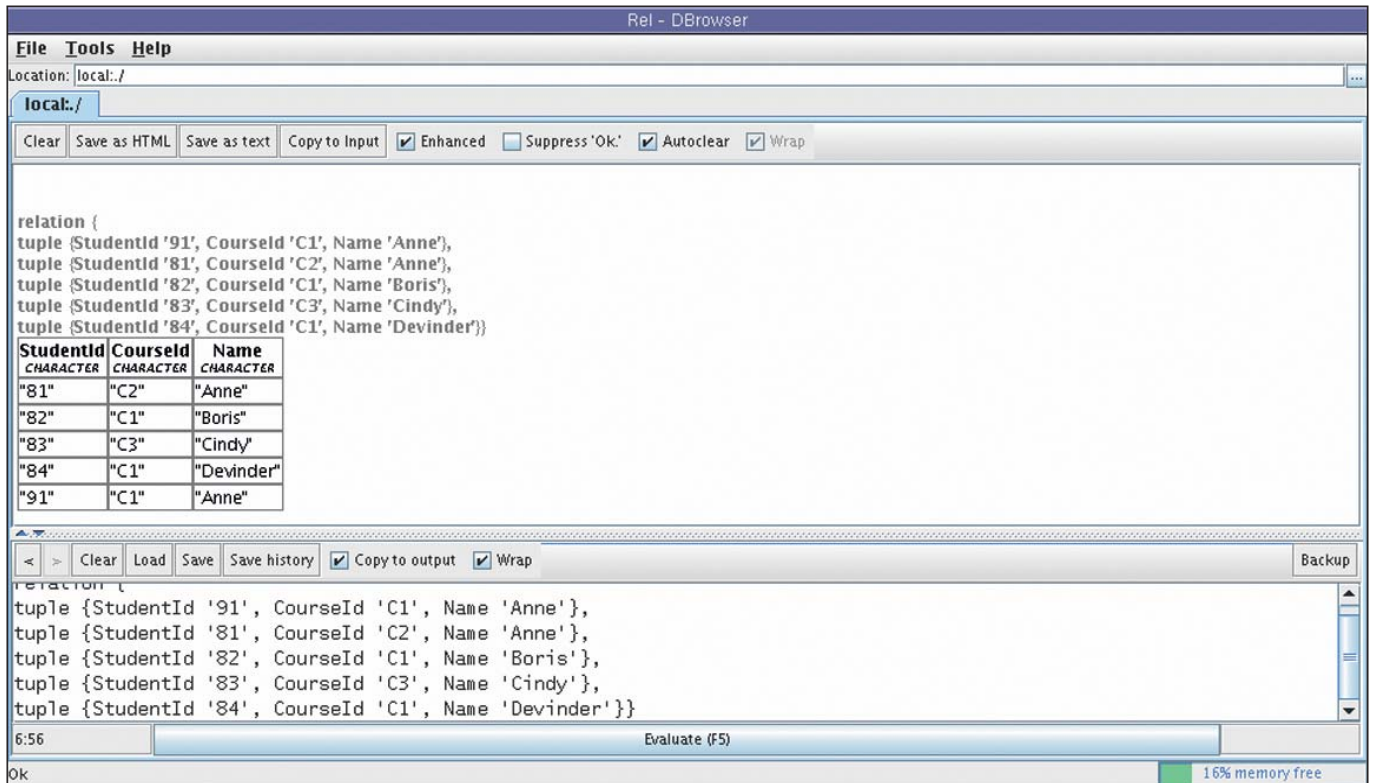 Rel - DBrowser
File Tools Help
Location: local:./ ...
local:./
Clear Save as HTML Save as text Copy to Input Enhanced Suppress 'Ok.' Autoclear Wrap
relation {
tuple {StudentId '91', CourseId 'C1', Name 'Anne'},
tuple {StudentId '81', CourseId 'C2', Name 'Anne'},
tuple {StudentId '82', CourseId 'C1', Name 'Boris'},
tuple {StudentId '83', CourseId 'C3', Name 'Cindy'},
tuple {StudentId '84', CourseId 'C1', Name 'Devinder'}}
StudentId CourseId Name
CHARACTER CHARACTER CHARACTER
"81" "C2" "Anne"
"82" "C1" "Boris"
"83" "C3" "Cindy"
"84" "C1" "Devinder"
"91" "C1" "Anne"
< > Clear Load Save Save history Copy to output Wrap Backup
relation {
tuple {StudentId '91', CourseId 'C1', Name 'Anne'},
tuple {StudentId '81', CourseId 'C2', Name 'Anne'},
tuple {StudentId '82', CourseId 'C1', Name 'Boris'},
tuple {StudentId '83', CourseId 'C3', Name 'Cindy'},
tuple {StudentId '84', CourseId 'C1', Name 'Devinder'}}
6:56 Evaluate (F5)
Ok 16% memory free